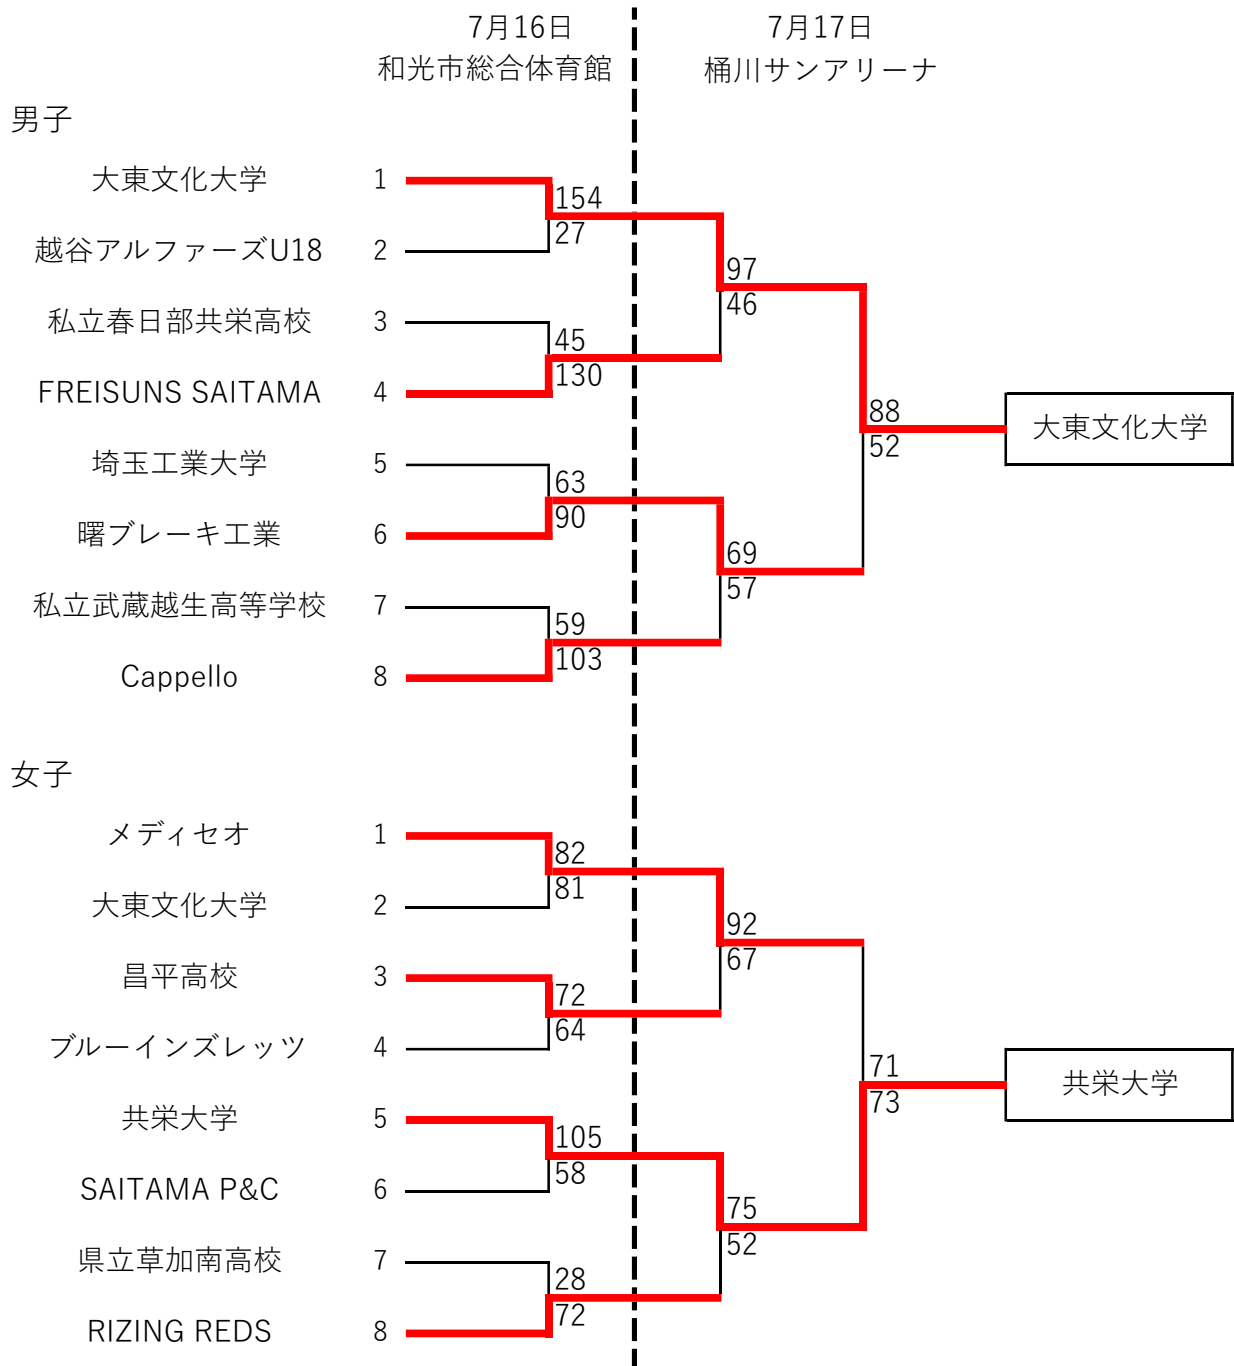 7月16日 7月17日
和光市総合体育館 桶川サンアリーナ
男子
大東文化大学 1
154
27
越谷アルファーズU18 2
97
46
私立春日部共栄高校 3
45
130
FREISUNS SAITAMA 4
88
52
大東文化大学
埼玉工業大学 5
63
90
曙ブレーキ工業 6
69
57
私立武蔵越生高等学校 7
59
103
Cappello 8
女子
メディセオ 1
82
81
大東文化大学 2
92
67
昌平高校 3
72
64
ブルーインズレッツ 4
71
73
共栄大学
共栄大学 5
105
58
SAITAMA P&C 6
75
52
県立草加南高校 7
28
72
RIZING REDS 8